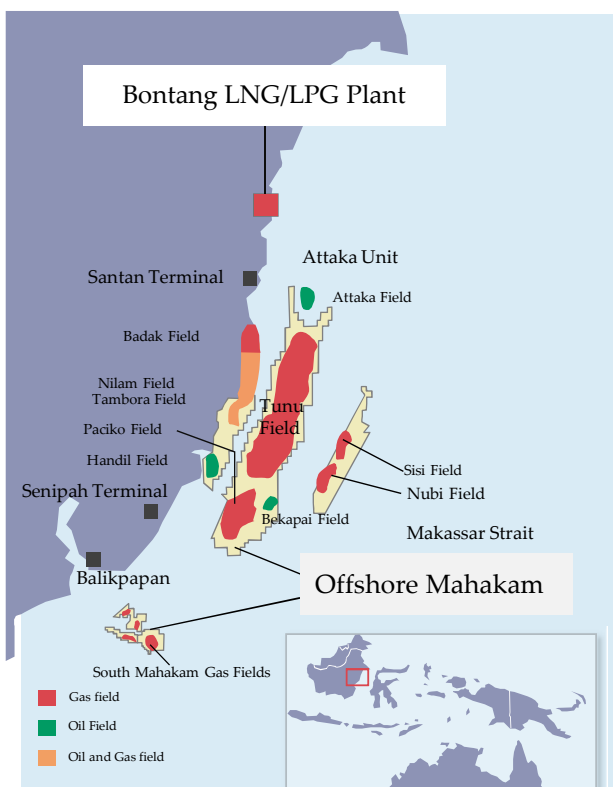 Bontang LNG/LPG Plant
Attaka Unit
Santan Terminal
Attaka Field
Badak Field
Nilam Field
Tambora Field
Tunu
Field
Paciko Field
Handil Field
Sisi Field
Senipah Terminal
Nubi Field
Bekapai Field
Makassar Strait
Balikpapan
Offshore Mahakam
South Mahakam Gas Fields
Gas field
Oil Field
Oil and Gas field